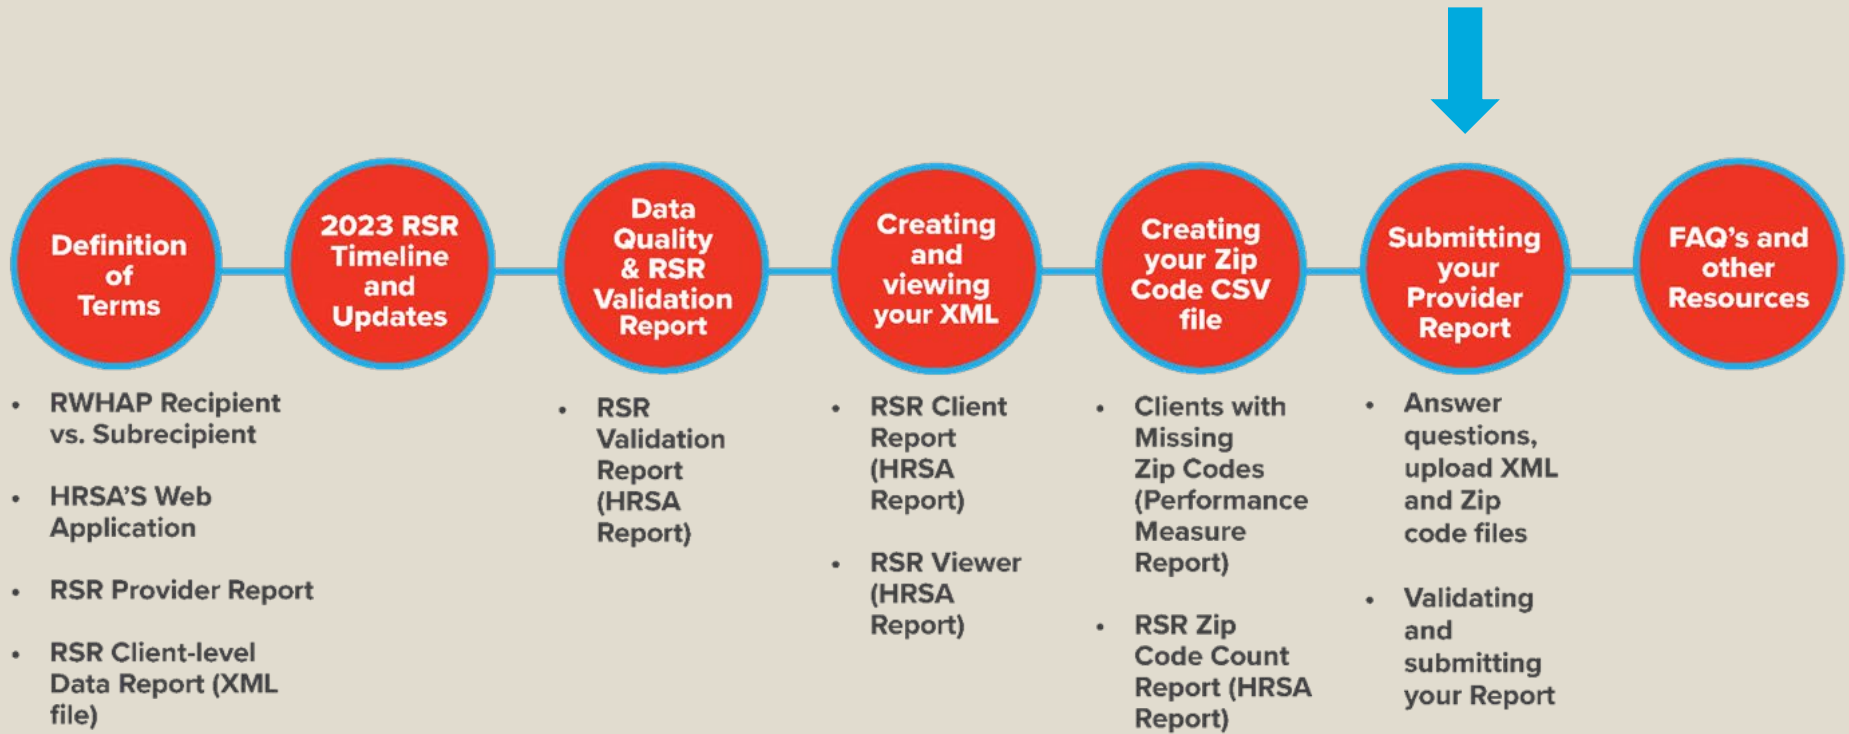 Definition
of
Terms
2023 RSR
Timeline
and
Updates
Data
Quality
& RSR
Validation
Report
Creating
and
viewing
your XML
Creating
your Zip
Code CSV
file
Submitting
your
Provider
Report
FAQ's and
other
Resources
• RWHAP Recipient
vs. Subrecipient
• HRSA'S Web
Application
• RSR Provider Report
• RSR Client-level
Data Report (XML
file)
• RSR
Validation
Report
(HRSA
Report)
• RSR Client
Report
(HRSA
Report)
• RSR Viewer
(HRSA
Report)
• Clients with
Missing
Zip Codes
(Performance
Measure
Report)
• RSR Zip
Code Count
Report (HRSA
Report)
• Answer
questions,
upload XML
and Zip
code files
• Validating
and
submitting
your Report